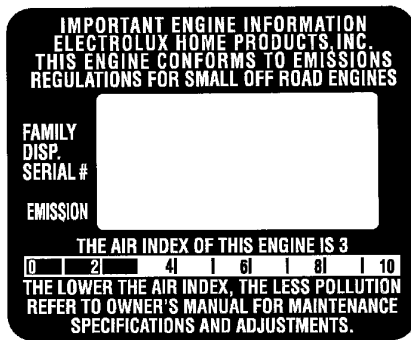 IMPORTANT ENGINE INFORMATION
ELECTROLUX HOME PRODUCTS, INC.
THIS ENGINE CONFORMS TO EMISSIONS
REGULATIONS FOR SMALL OFF ROAD ENGINES
FAMILY
DISP.
SERIAL #
EMISSION
THE AIR INDEX OF THIS ENGINE IS 3
0 2 4 6 8 10
THE LOWER THE AIR INDEX, THE LESS POLLUTION
REFER TO OWNER'S MANUAL FOR MAINTENANCE
SPECIFICATIONS AND ADJUSTMENTS.